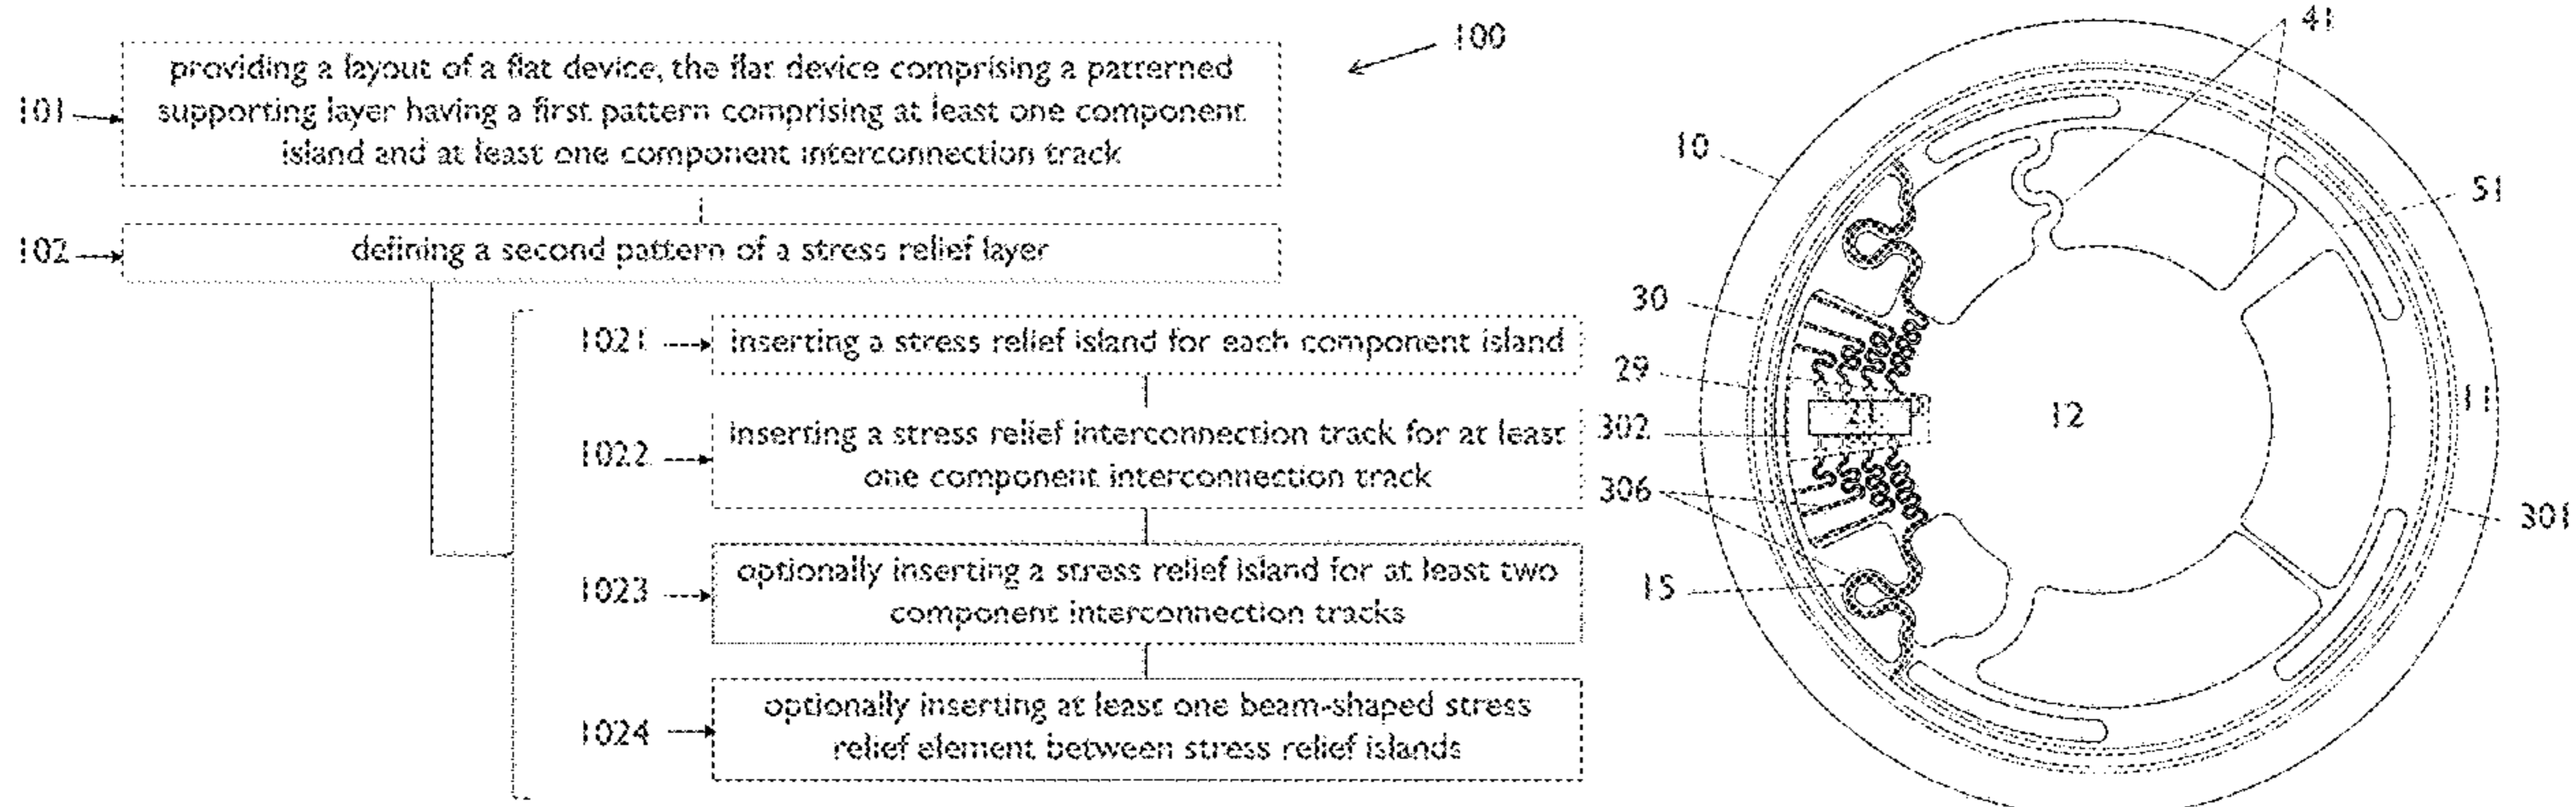 100
101
providing a layout of a flat device, the flat device comprising a patterned
supporting layer having a first pattern comprising at least one component
island and at least one component interconnection track
102
defining a second pattern of a stress relief layer
1021
inserting a stress relief island for each component island
1022
inserting a stress relief interconnection track for at least
one component interconnection track
1023
optionally inserting a stress relief island for at least two
component interconnection tracks
1024
optionally inserting at least one beam-shaped stress
relief element between stress relief islands
41
10
51
30
29
21
12
11
302
306
301
15